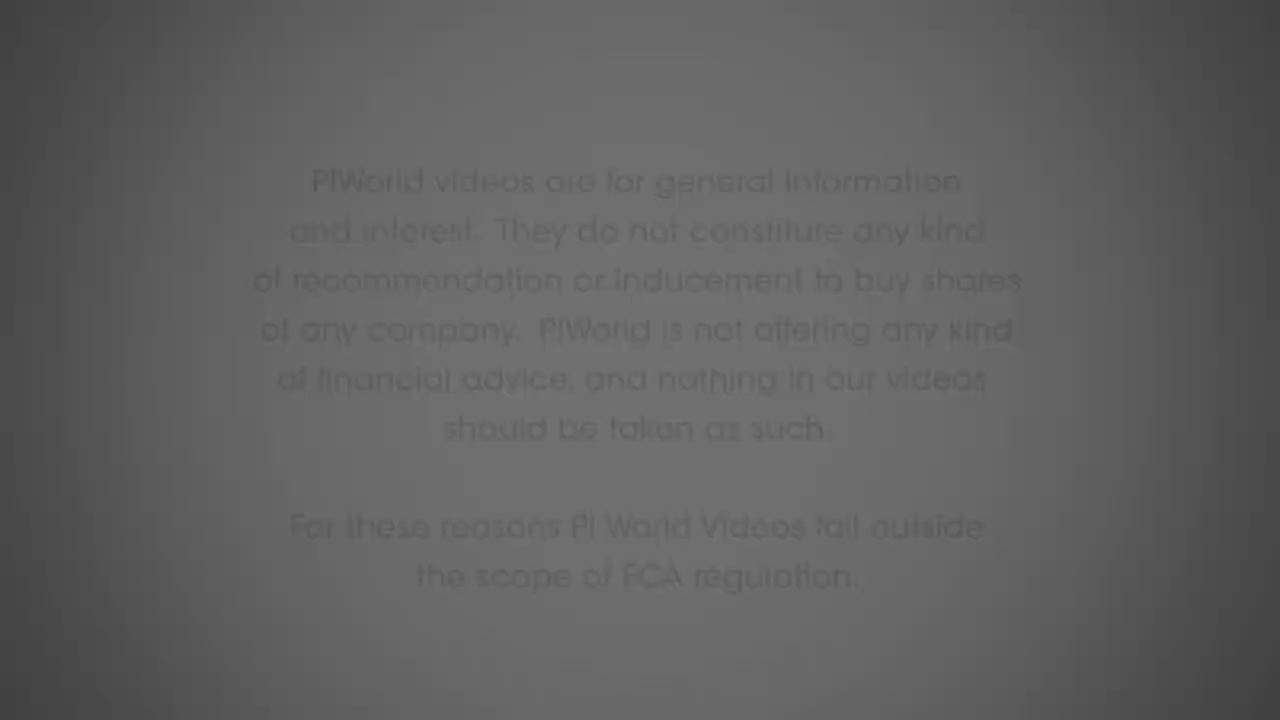 PIWorld videos are for general information
and interest. They do not constitute any kind
of recommendation or inducement to buy shares
of any company. PIWorld is not offering any kind
of financial advice, and nothing in our videos
should be taken as such.
For these reasons PI World Videos fall outside
the scope of FCA regulation.